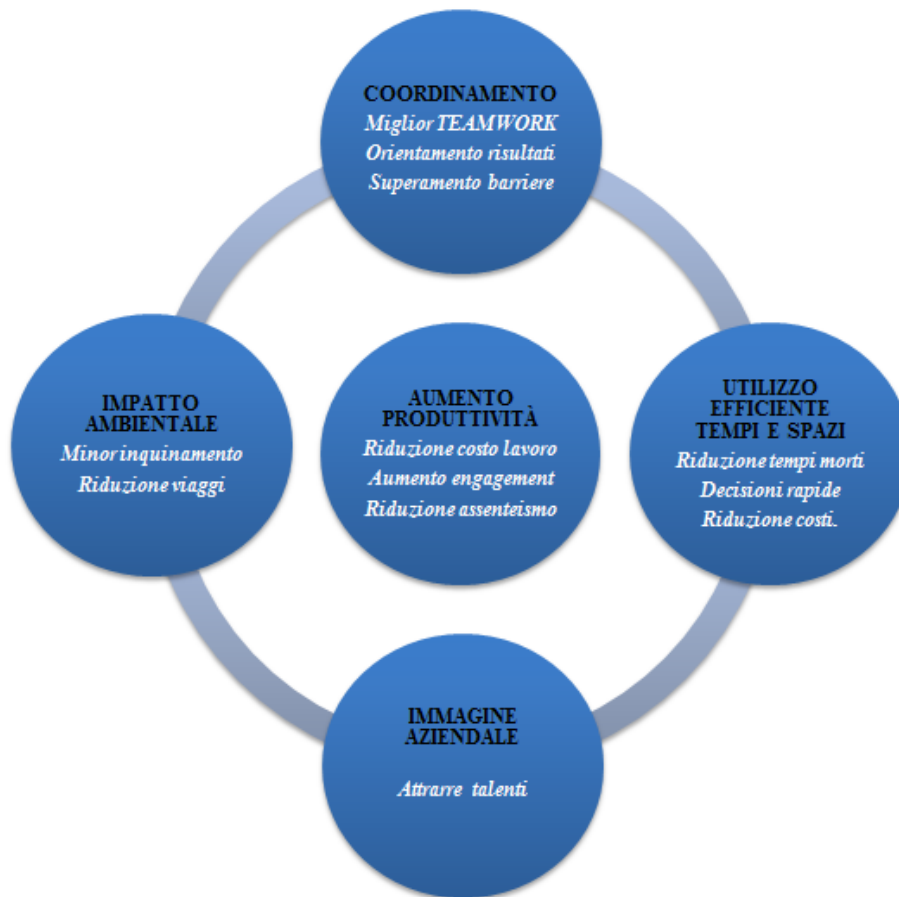 COORDINAMENTO
Miglior TEAMWORK
Orientamento risultati
Superamento barriere
IMPATTO
AMBIENTALE
Minor inquinamento
Riduzione viaggi
AUMENTO
PRODUTTIVITÀ
Riduzione costo lavoro
Aumento engagement
Riduzione assenteismo
UTILIZZO
EFFICIENTE
TEMPI E SPAZI
Riduzione tempi morti
Decisioni rapide
Riduzione costi.
IMMAGINE
AZIENDALE
Attrarre talenti